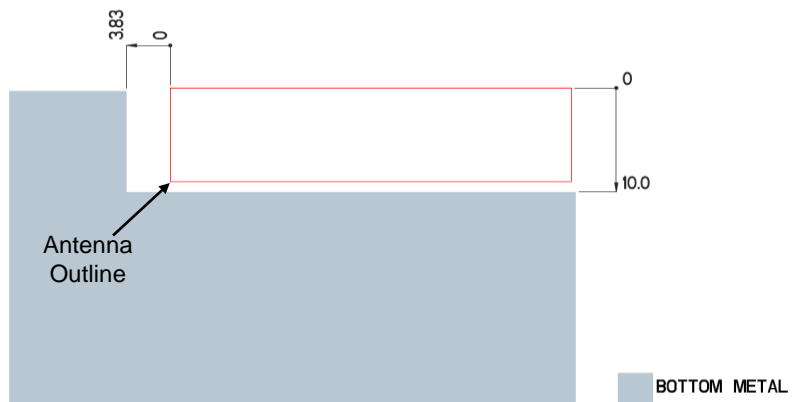 3.83
0
0
10.0
Antenna
Outline
BOTTOM METAL